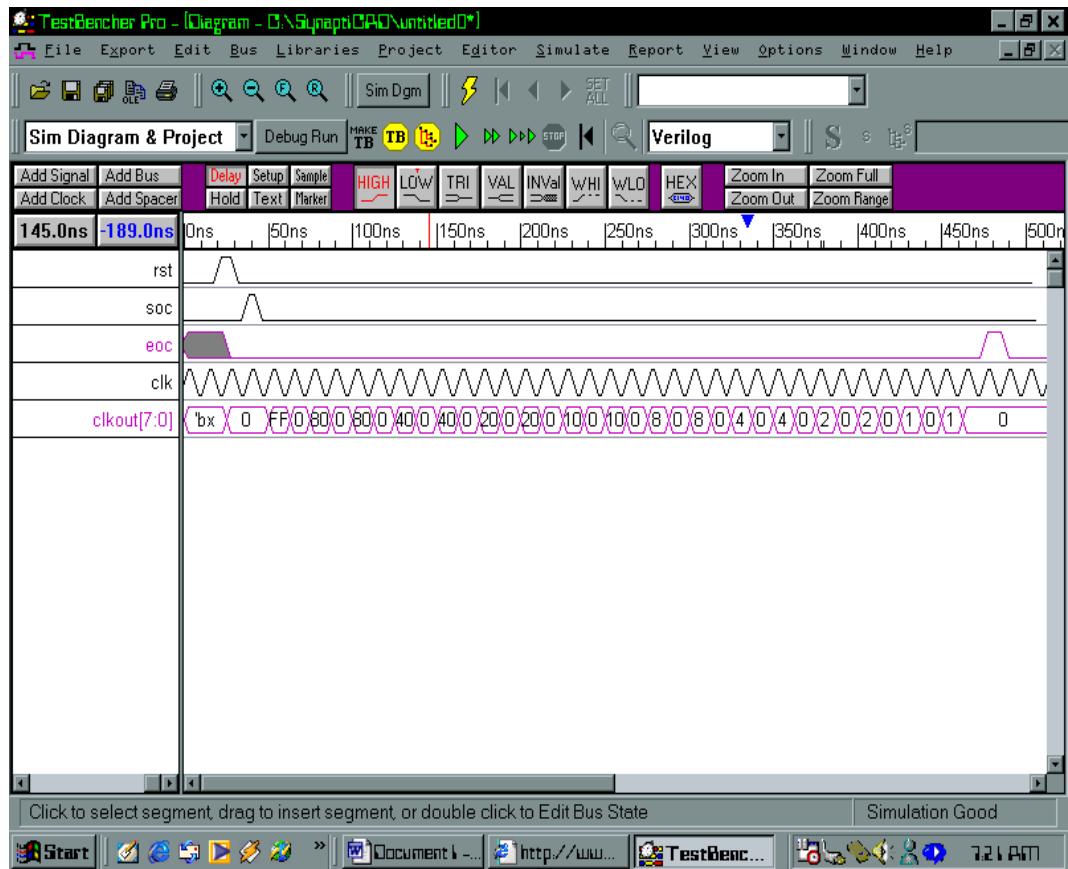 TestBencher Pro - [Diagram - C:\SynaptiCAD\untitled0*]
File Export Edit Bus Libraries Project Editor Simulate Report View Options Window Help
OLE Sim Dgm SET ALL
Sim Diagram & Project Debug Run MAKE TB TB STOP Verilog S s S
Add Signal Add Bus Delay Setup Sample HIGH LOW TRI VAL INVal WHI WLO HEX Zoom In Zoom Full
Add Clock Add Spacer Hold Text Marker Zoom Out Zoom Range
145.0ns -189.0ns 0ns 50ns 100ns 150ns 200ns 250ns 300ns 350ns 400ns 450ns 500n
rst
soc
eoc
clk
clkout[7:0] 'bx 0 FF 0 80 0 80 0 40 0 40 0 20 0 20 0 10 0 10 0 8 0 8 0 4 0 4 0 2 0 2 0 1 0 1 0
Click to select segment, drag to insert segment, or double click to Edit Bus State Simulation Good
Start » Document1 -... http://ww... TestBenc... 7:21 AM